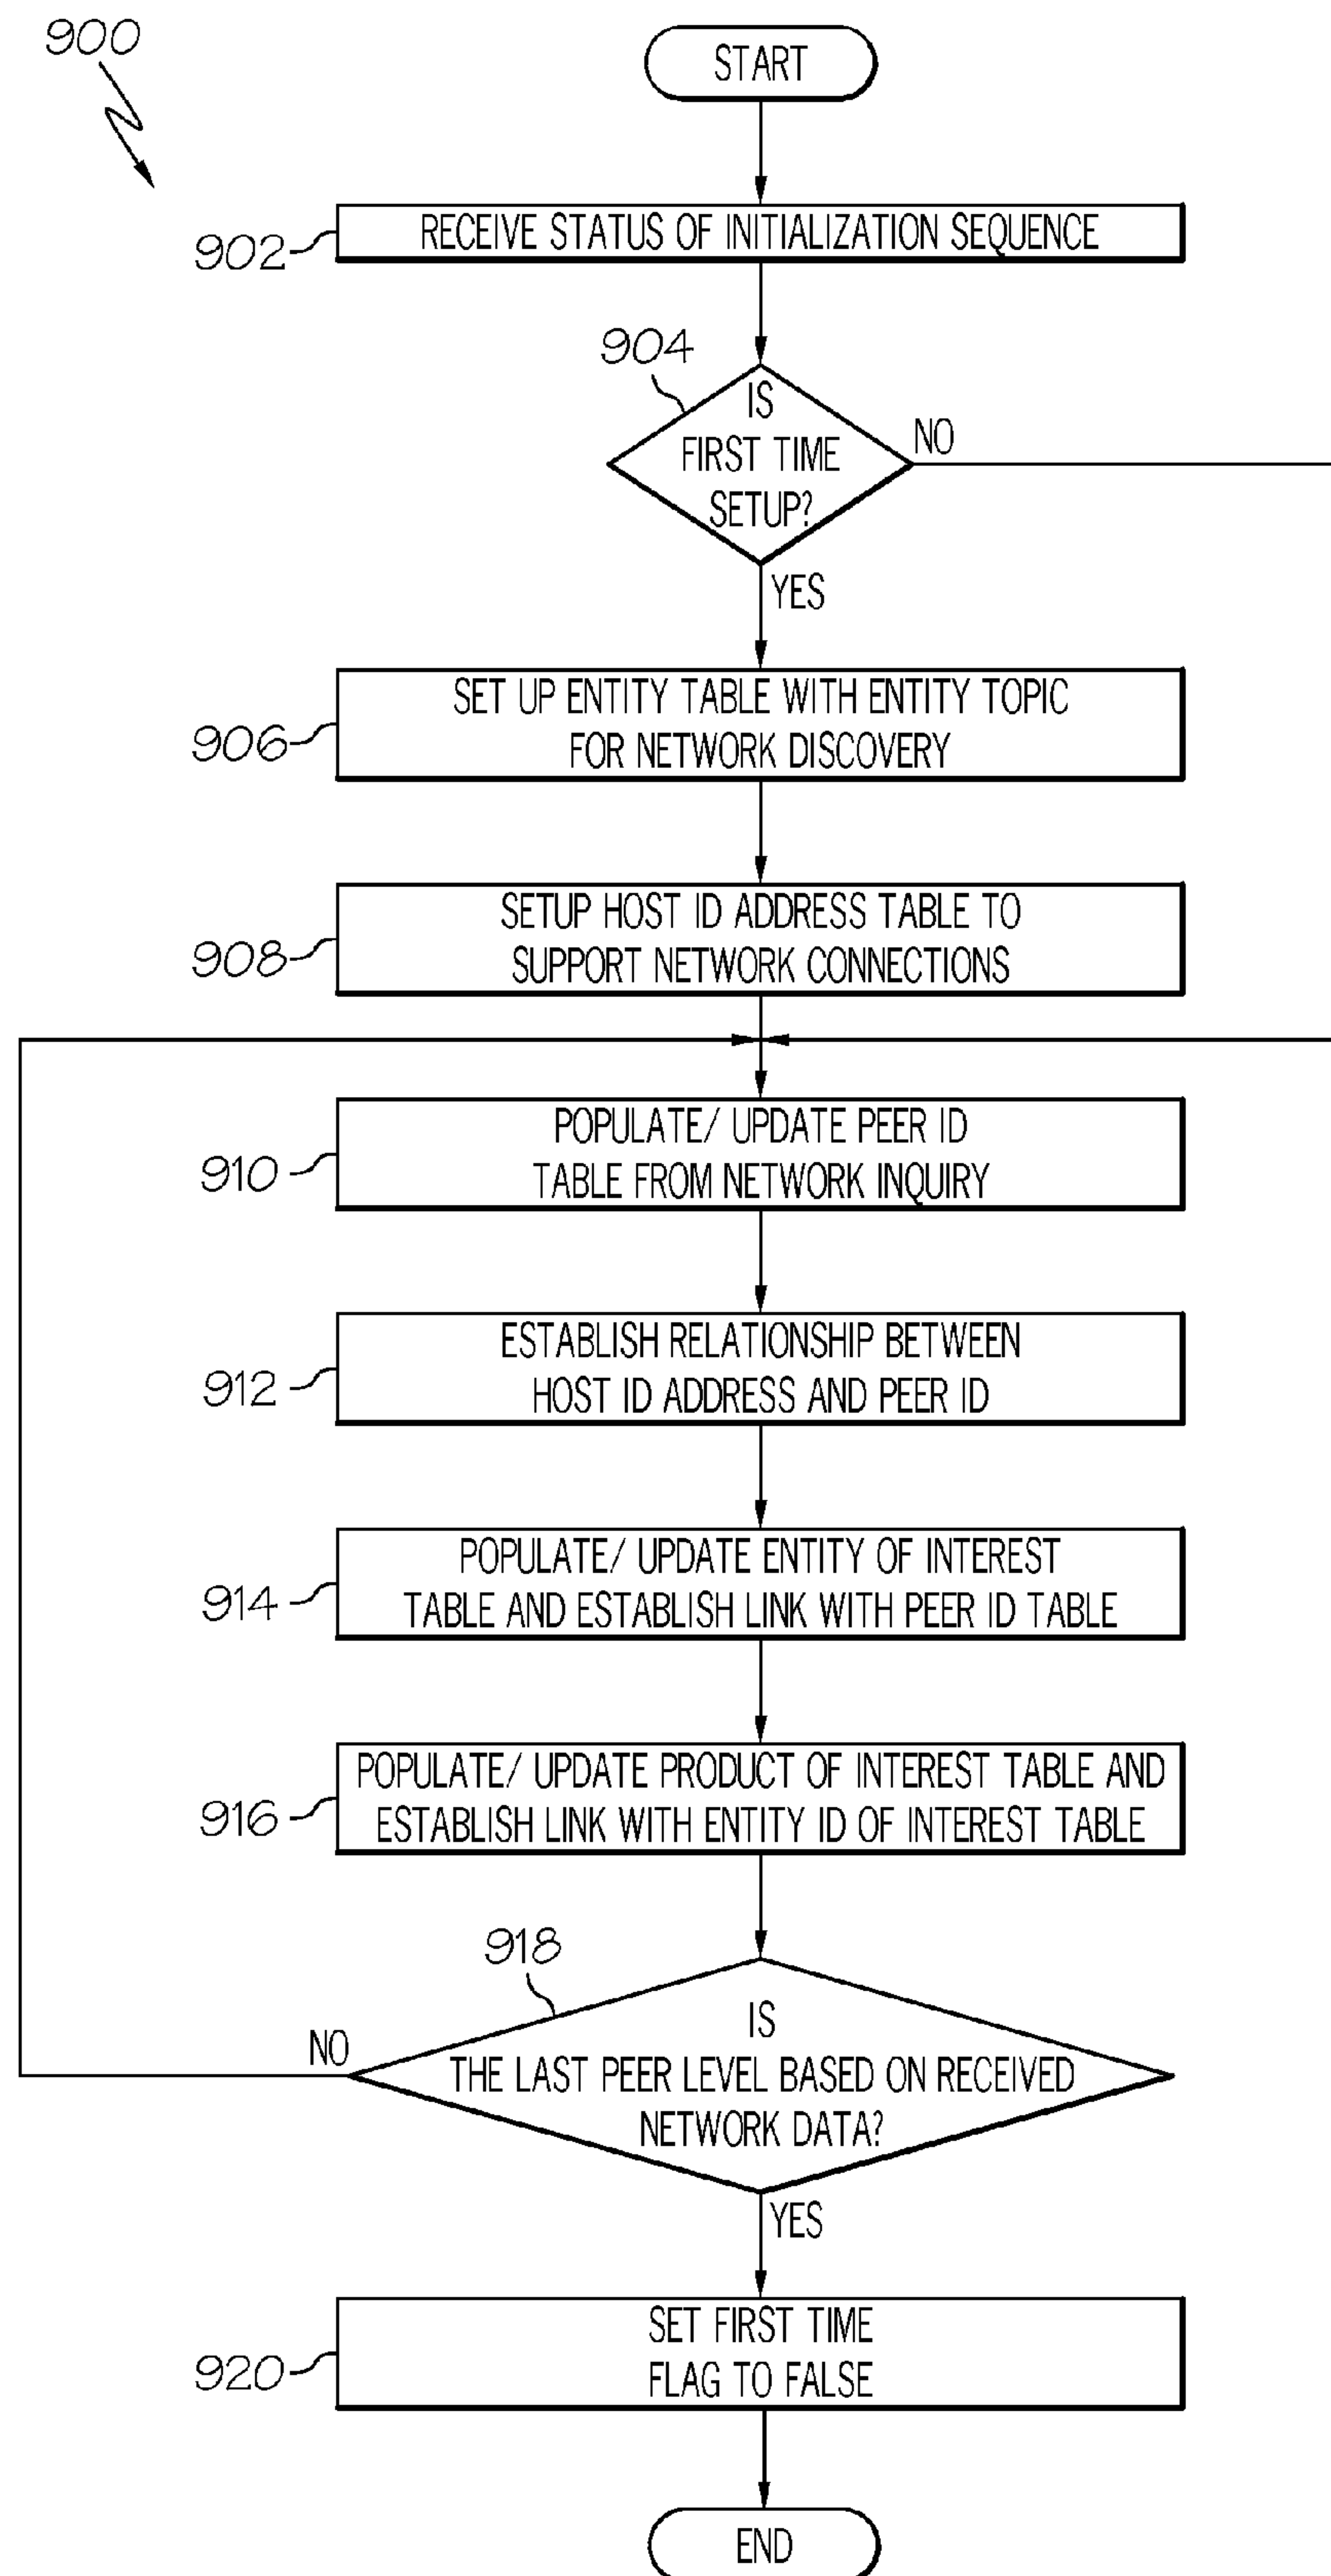 900
START
902
RECEIVE STATUS OF INITIALIZATION SEQUENCE
904
IS
FIRST TIME
SETUP?
NO
YES
906
SET UP ENTITY TABLE WITH ENTITY TOPIC
FOR NETWORK DISCOVERY
908
SETUP HOST ID ADDRESS TABLE TO
SUPPORT NETWORK CONNECTIONS
910
POPULATE/ UPDATE PEER ID
TABLE FROM NETWORK INQUIRY
912
ESTABLISH RELATIONSHIP BETWEEN
HOST ID ADDRESS AND PEER ID
914
POPULATE/ UPDATE ENTITY OF INTEREST
TABLE AND ESTABLISH LINK WITH PEER ID TABLE
916
POPULATE/ UPDATE PRODUCT OF INTEREST TABLE AND
ESTABLISH LINK WITH ENTITY ID OF INTEREST TABLE
918
NO
IS
THE LAST PEER LEVEL BASED ON RECEIVED
NETWORK DATA?
YES
920
SET FIRST TIME
FLAG TO FALSE
END